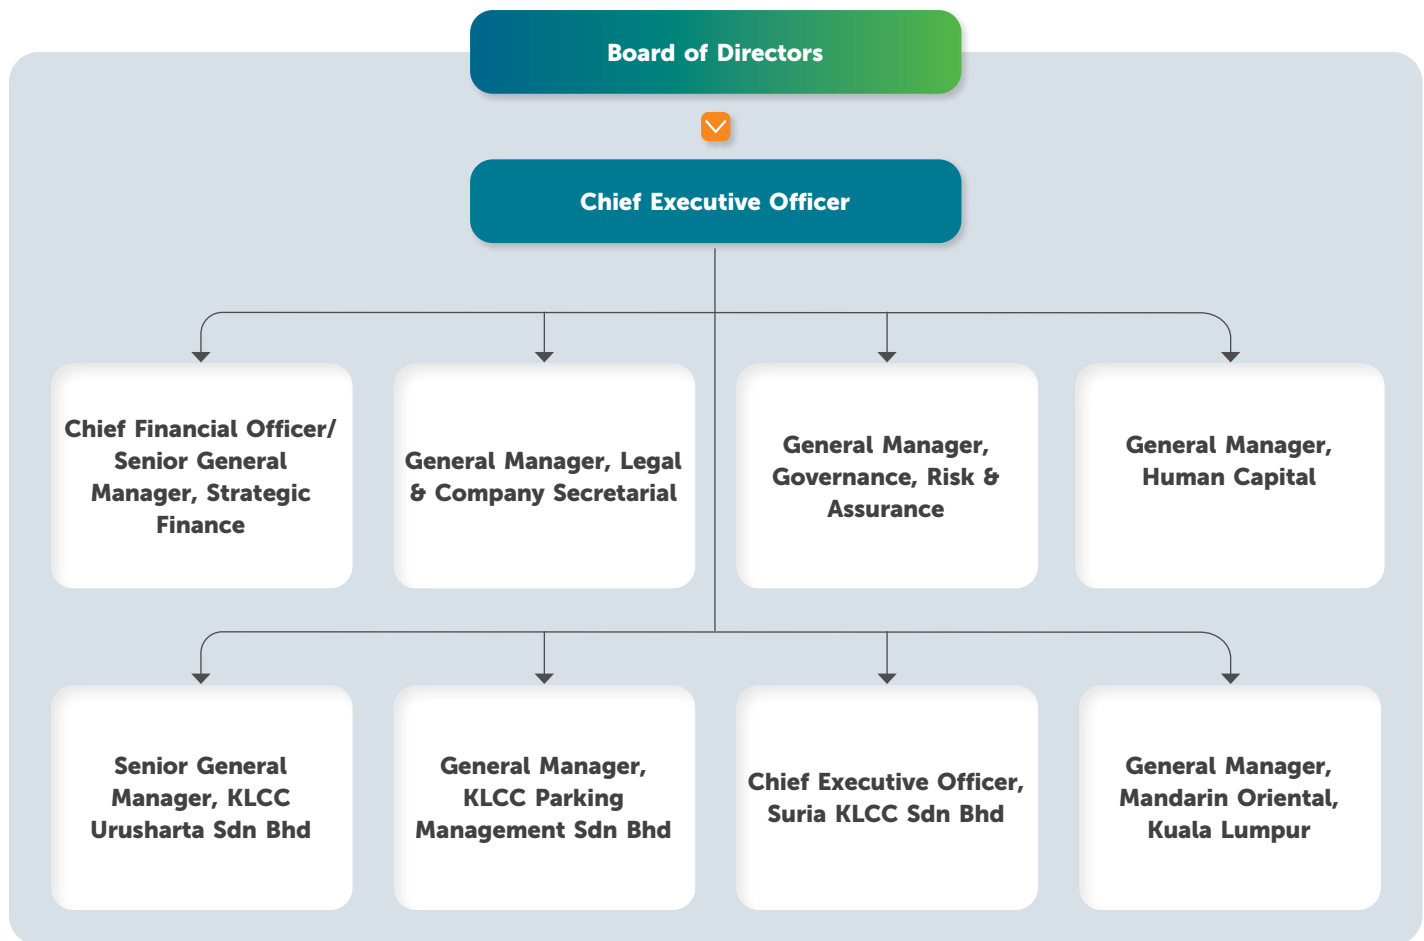 Board of Directors
Chief Executive Officer
Chief Financial Officer/
Senior General
Manager, Strategic
Finance
General Manager, Legal
& Company Secretarial
General Manager,
Governance, Risk &
Assurance
General Manager,
Human Capital
Senior General
Manager, KLCC
Urusharta Sdn Bhd
General Manager,
KLCC Parking
Management Sdn Bhd
Chief Executive Officer,
Suria KLCC Sdn Bhd
General Manager,
Mandarin Oriental,
Kuala Lumpur